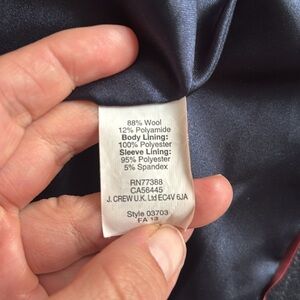 88% Wool
12% Polyamide
Body Lining:
100% Polyester
Sleeve Lining:
95% Polyester
5% Spandex
RN77388
CA56445
J. CREW U.K. Ltd EC4V 6JA
Style 03703
FA 13